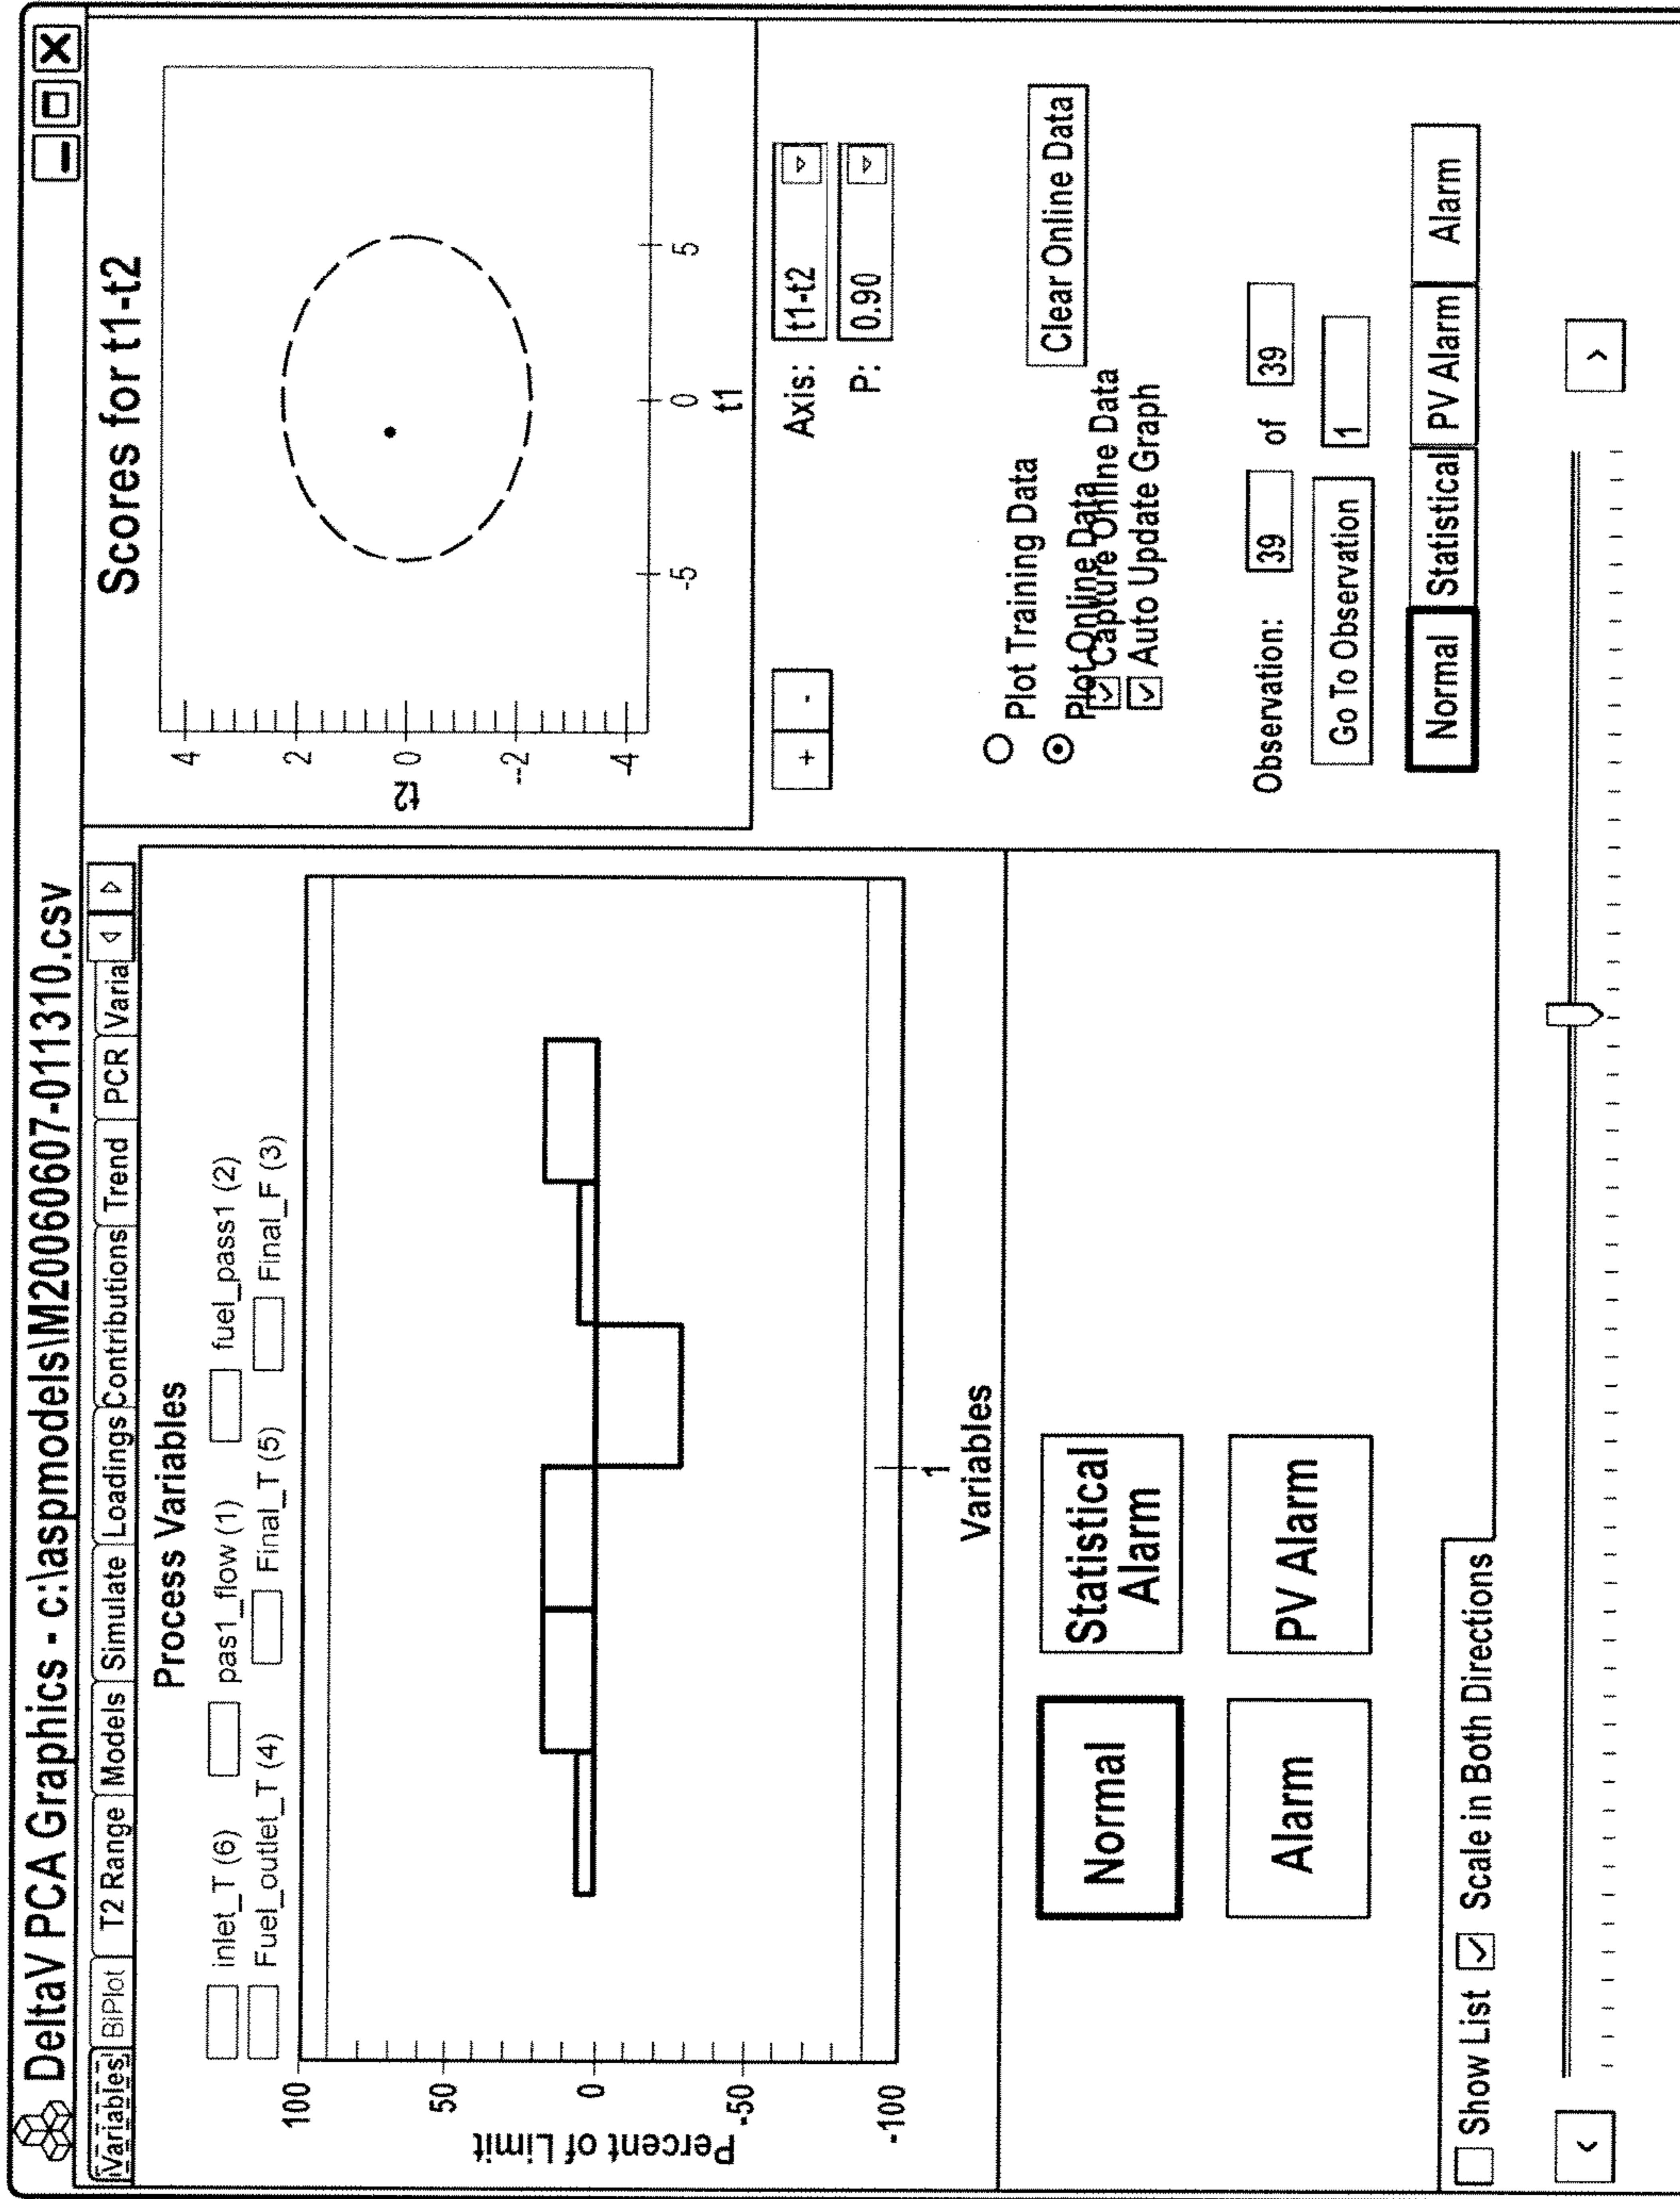 DeltaV PCA Graphics - c:\aspmodels\M20060607-011310.csv
Variables BiPlot T2 Range Models Simulate Loadings Contributions Trend PCR Varia
Process Variables
inlet_T (6) pas1_flow (1) fuel_pass1 (2)
Fuel_outlet_T (4) Final_T (5) Final_F (3)
100
50
0
-50
-100
Percent of Limit
1
Variables
Normal
Statistical
Alarm
Alarm
PV Alarm
Show List Scale in Both Directions
Scores for t1-t2
4
2
0
--2
-4
t2
-5 0 5
t1
+ -
Axis: t1-t2
P: 0.90
Plot Training Data
Plot Online Data
Capture Online Data
Auto Update Graph
Clear Online Data
Observation: 39 of 39
Go To Observation 1
Normal Statistical PV Alarm Alarm
< >